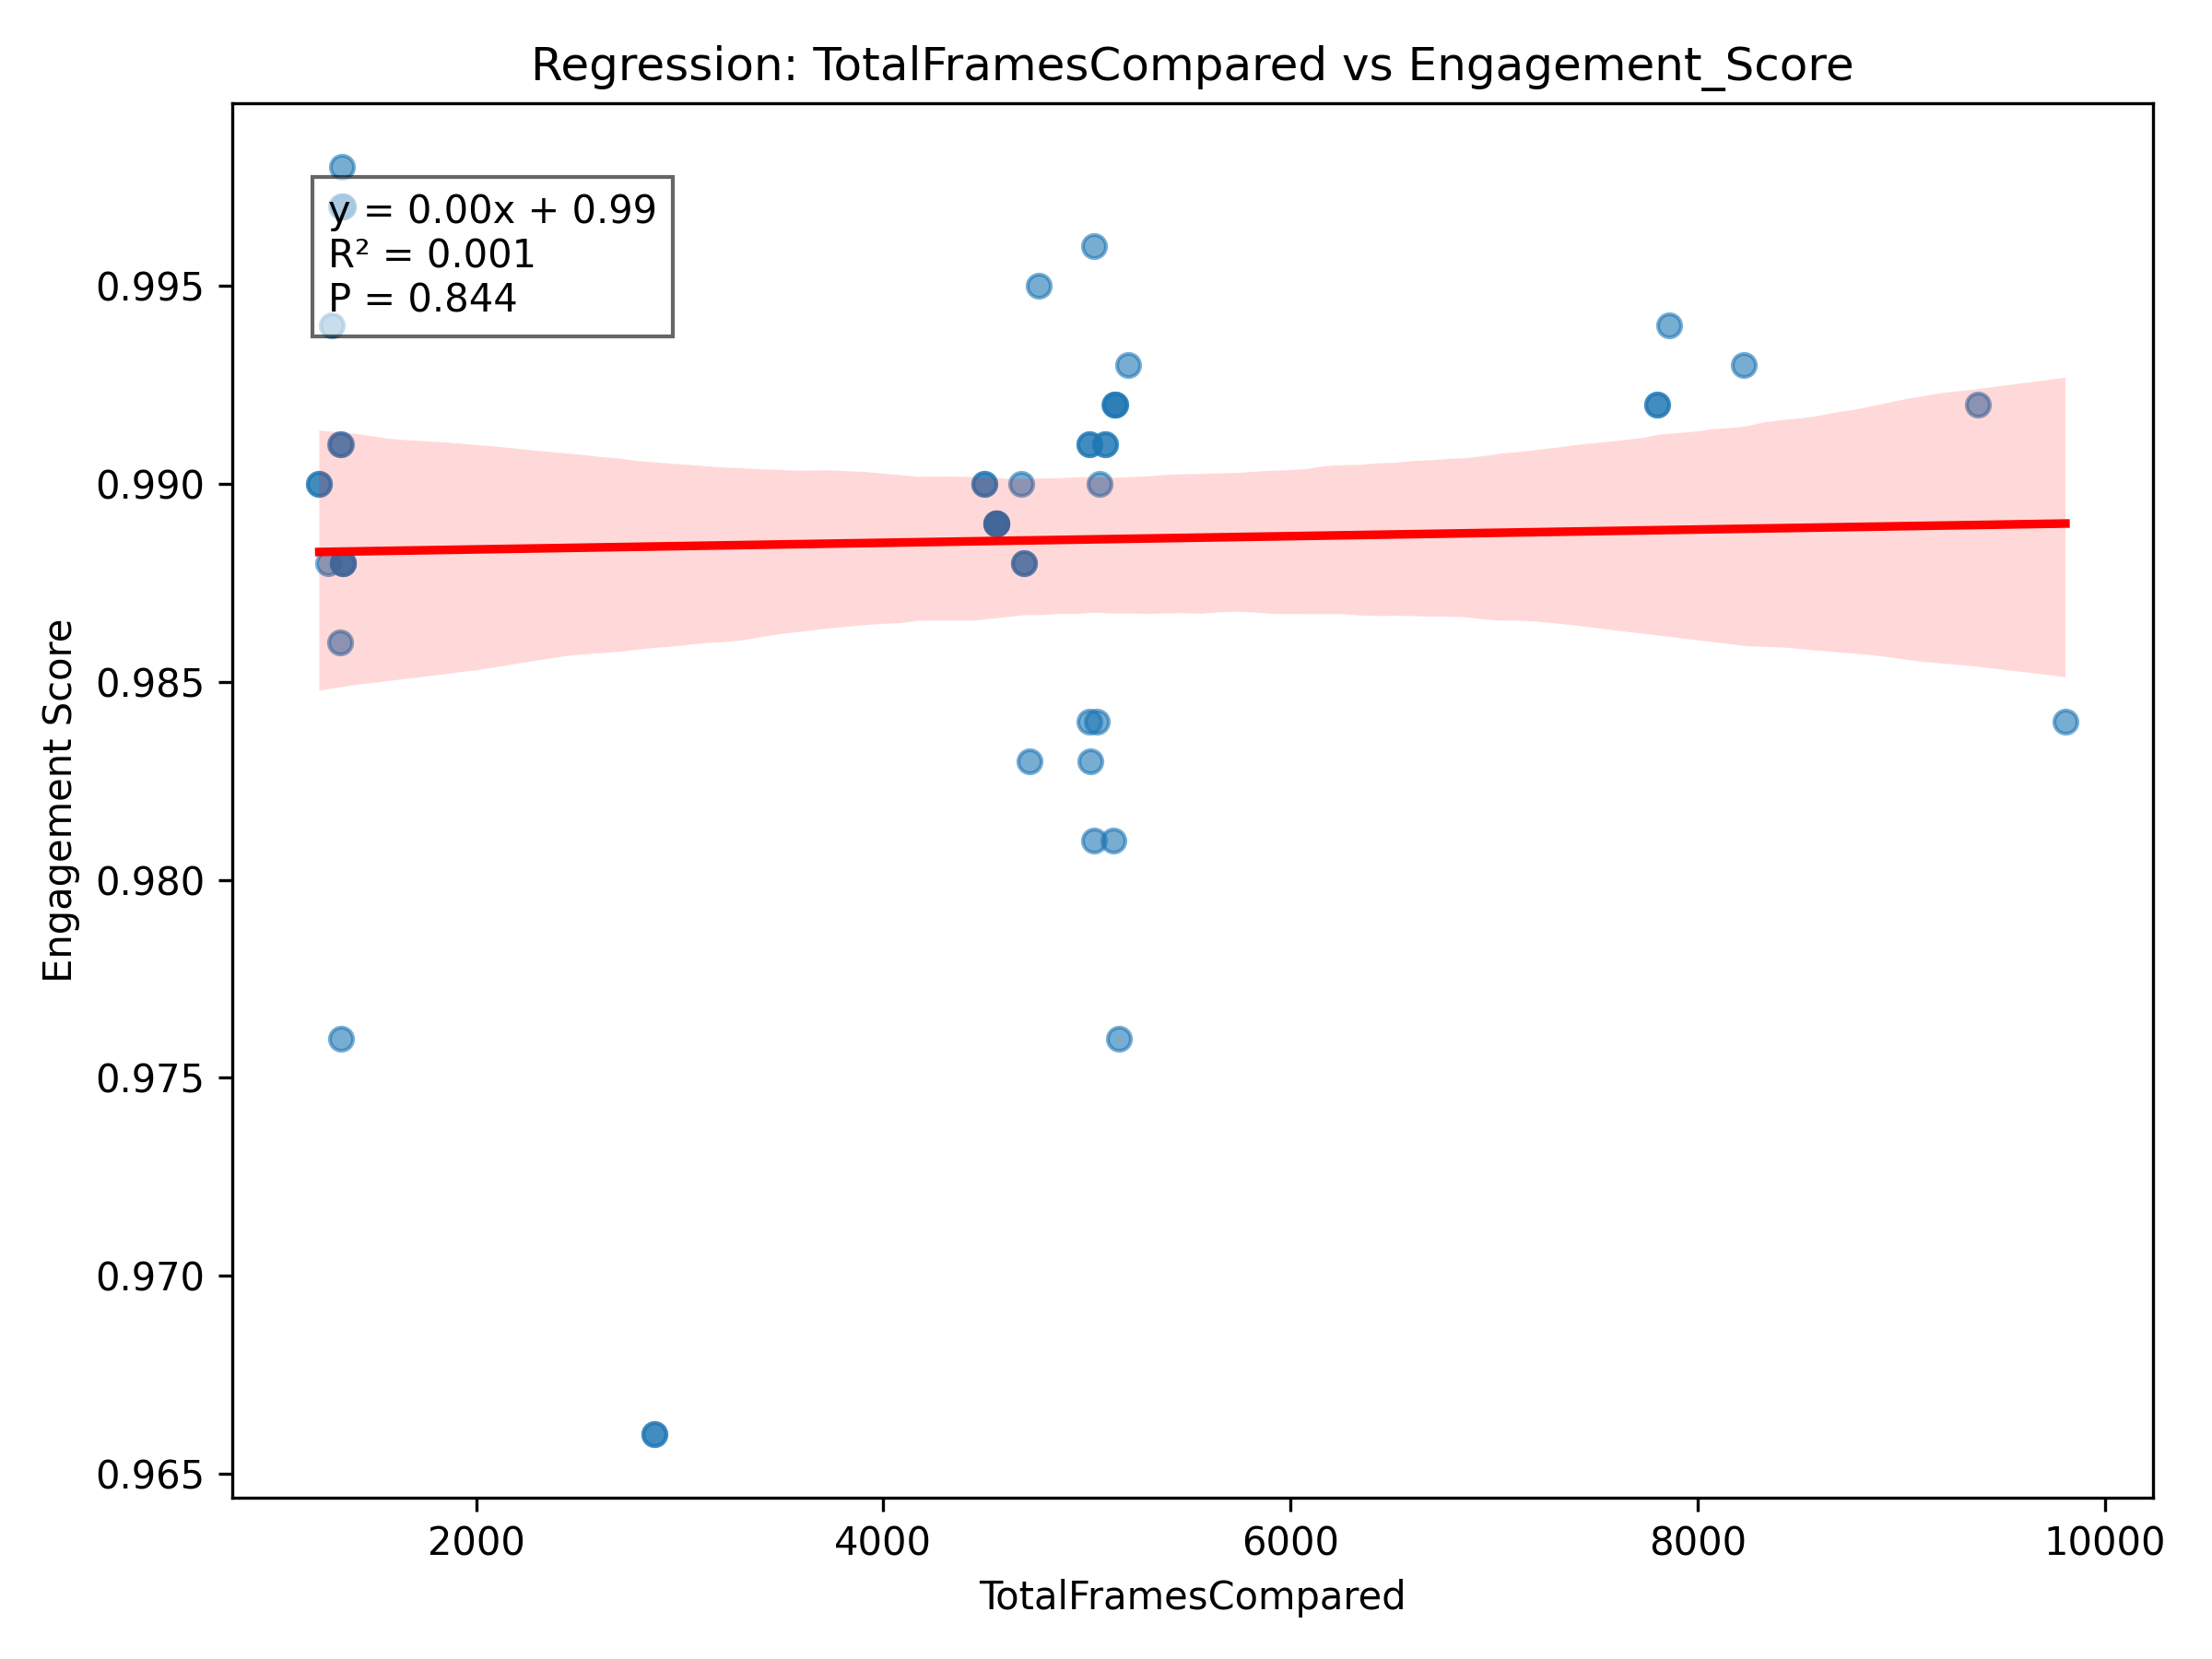 Regression: TotalFramesCompared vs Engagement_Score
y = 0.00x + 0.99
R² = 0.001
P = 0.844
Engagement Score
0.995
0.990
0.985
0.980
0.975
0.970
0.965
2000 4000 6000 8000 10000
TotalFramesCompared